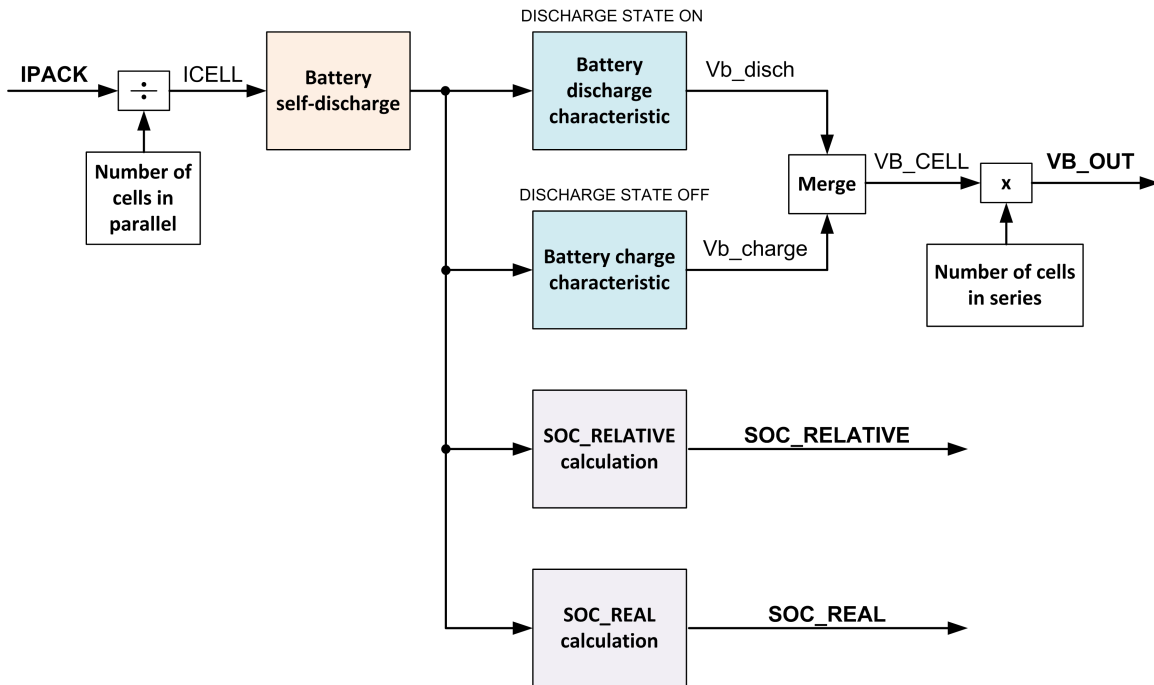 DISCHARGE STATE ON
IPACK
÷
ICELL
Battery
self-discharge
Battery
discharge
characteristic
Vb_disch
Number of
cells in
parallel
DISCHARGE STATE OFF
Merge
VB_CELL
x
VB_OUT
Battery charge
characteristic
Vb_charge
Number of cells
in series
SOC_RELATIVE
calculation
SOC_RELATIVE
SOC_REAL
calculation
SOC_REAL